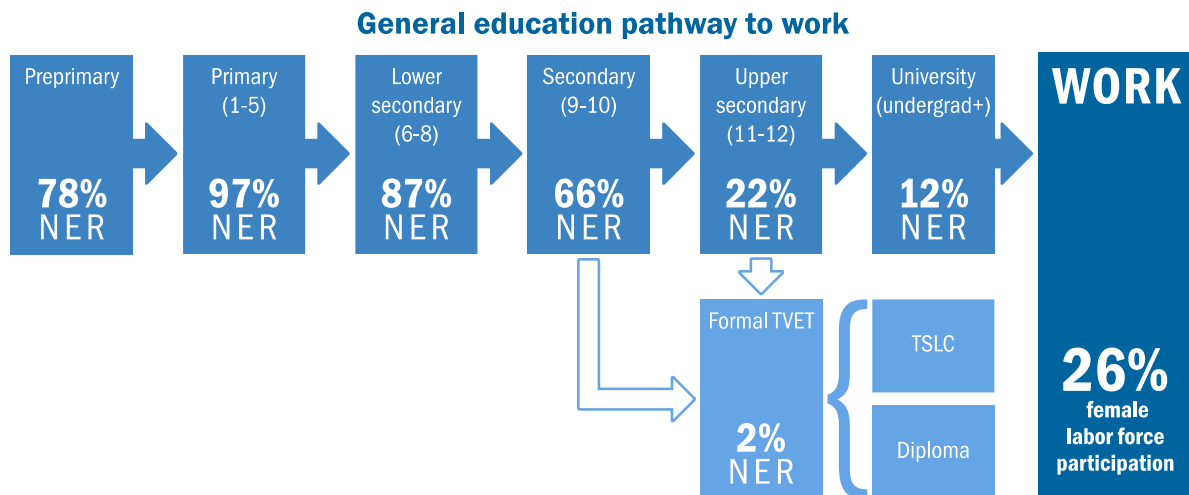 General education pathway to work
Preprimary
78%
NER
Primary
(1-5)
97%
NER
Lower
secondary
(6-8)
87%
NER
Secondary
(9-10)
66%
NER
Upper
secondary
(11-12)
22%
NER
University
(undergrad+)
12%
NER
WORK
26%
female
labor force
participation
Formal TVET
2%
NER
TSLC
Diploma